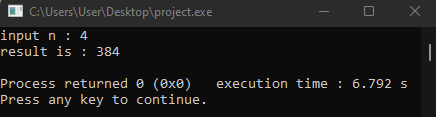 C:\Users\User\Desktop\project.exe
input n : 4
result is : 384
Process returned 0 (0x0)   execution time : 6.792 s
Press any key to continue.